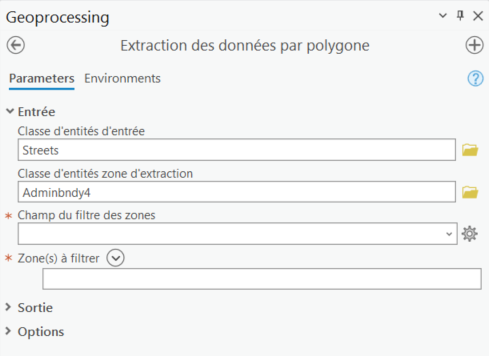 Geoprocessing
Extraction des données par polygone
Parameters Environments
Entrée
Classe d'entités d'entrée
Streets
Classe d'entités zone d'extraction
Adminbndy4
* Champ du filtre des zones
* Zone(s) à filtrer
Sortie
Options